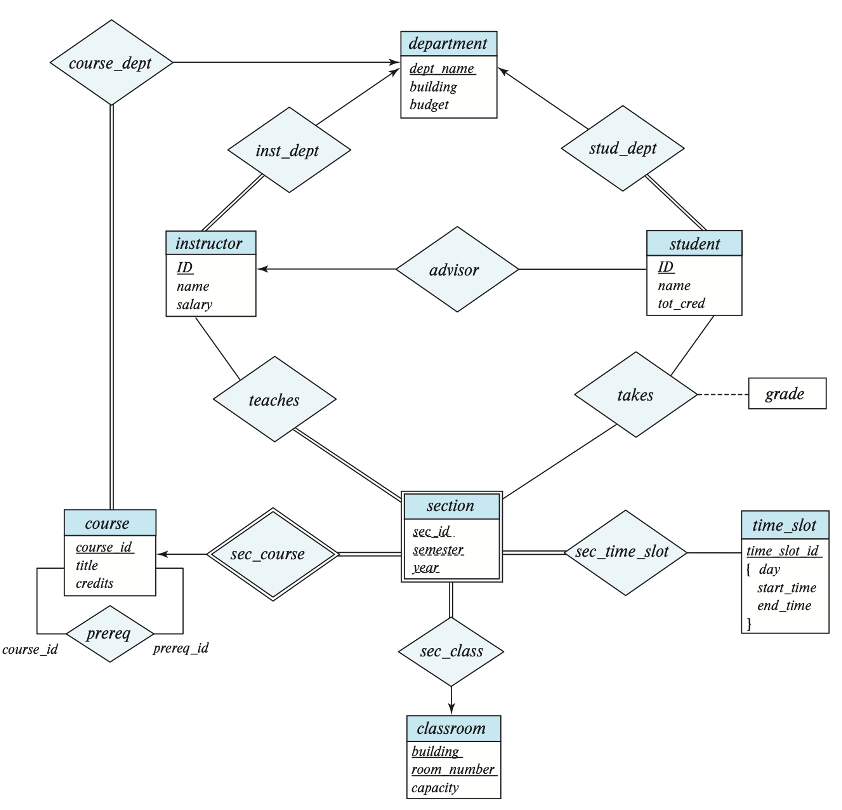 department
course_dept
dept_name
building
budget
inst_dept
stud_dept
instructor
ID
name
salary
advisor
student
ID
name
tot_cred
teaches
takes
grade
section
sec_id
semester
year
course
course_id
title
credits
sec_course
sec_time_slot
time_slot
time_slot_id
{ day
start_time
end_time
}
prereq
course_id
prereq_id
sec_class
classroom
building
room_number
capacity